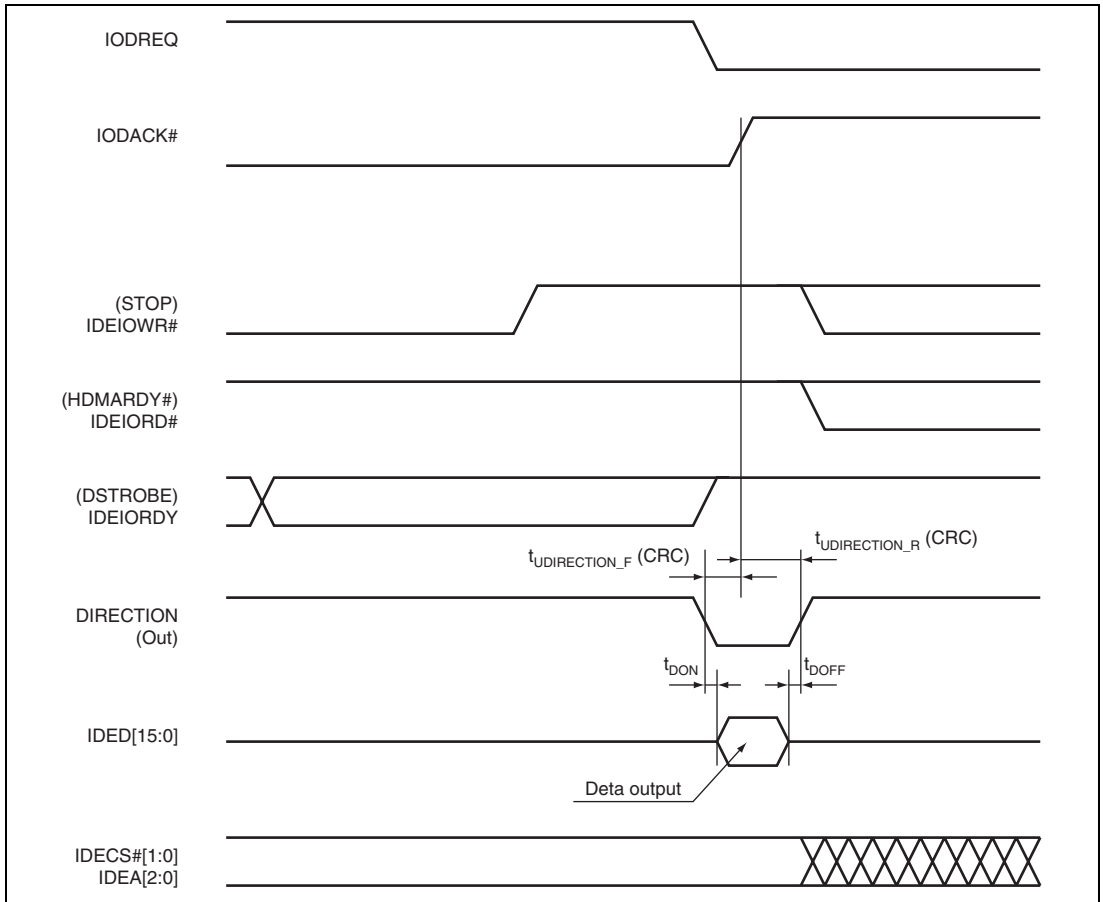 IODREQ
IODACK#
(STOP)
IDEIOWR#
(HDMARDY#)
IDEIORD#
(DSTROBE)
IDEIORDY
tUDIRECTION_F (CRC)
tUDIRECTION_R (CRC)
DIRECTION
(Out)
tDON
tDOFF
IDED[15:0]
Deta output
IDECS#[1:0]
IDEA[2:0]